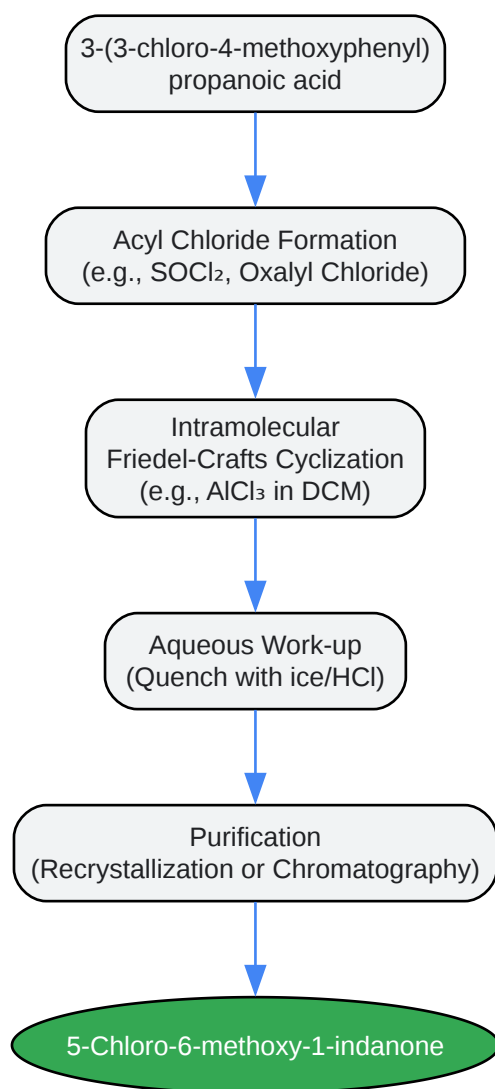 3-(3-chloro-4-methoxyphenyl)
propanoic acid
Acyl Chloride Formation
(e.g., SOCl₂, Oxalyl Chloride)
Intramolecular
Friedel-Crafts Cyclization
(e.g., AlCl₃ in DCM)
Aqueous Work-up
(Quench with ice/HCl)
Purification
(Recrystallization or Chromatography)
5-Chloro-6-methoxy-1-indanone